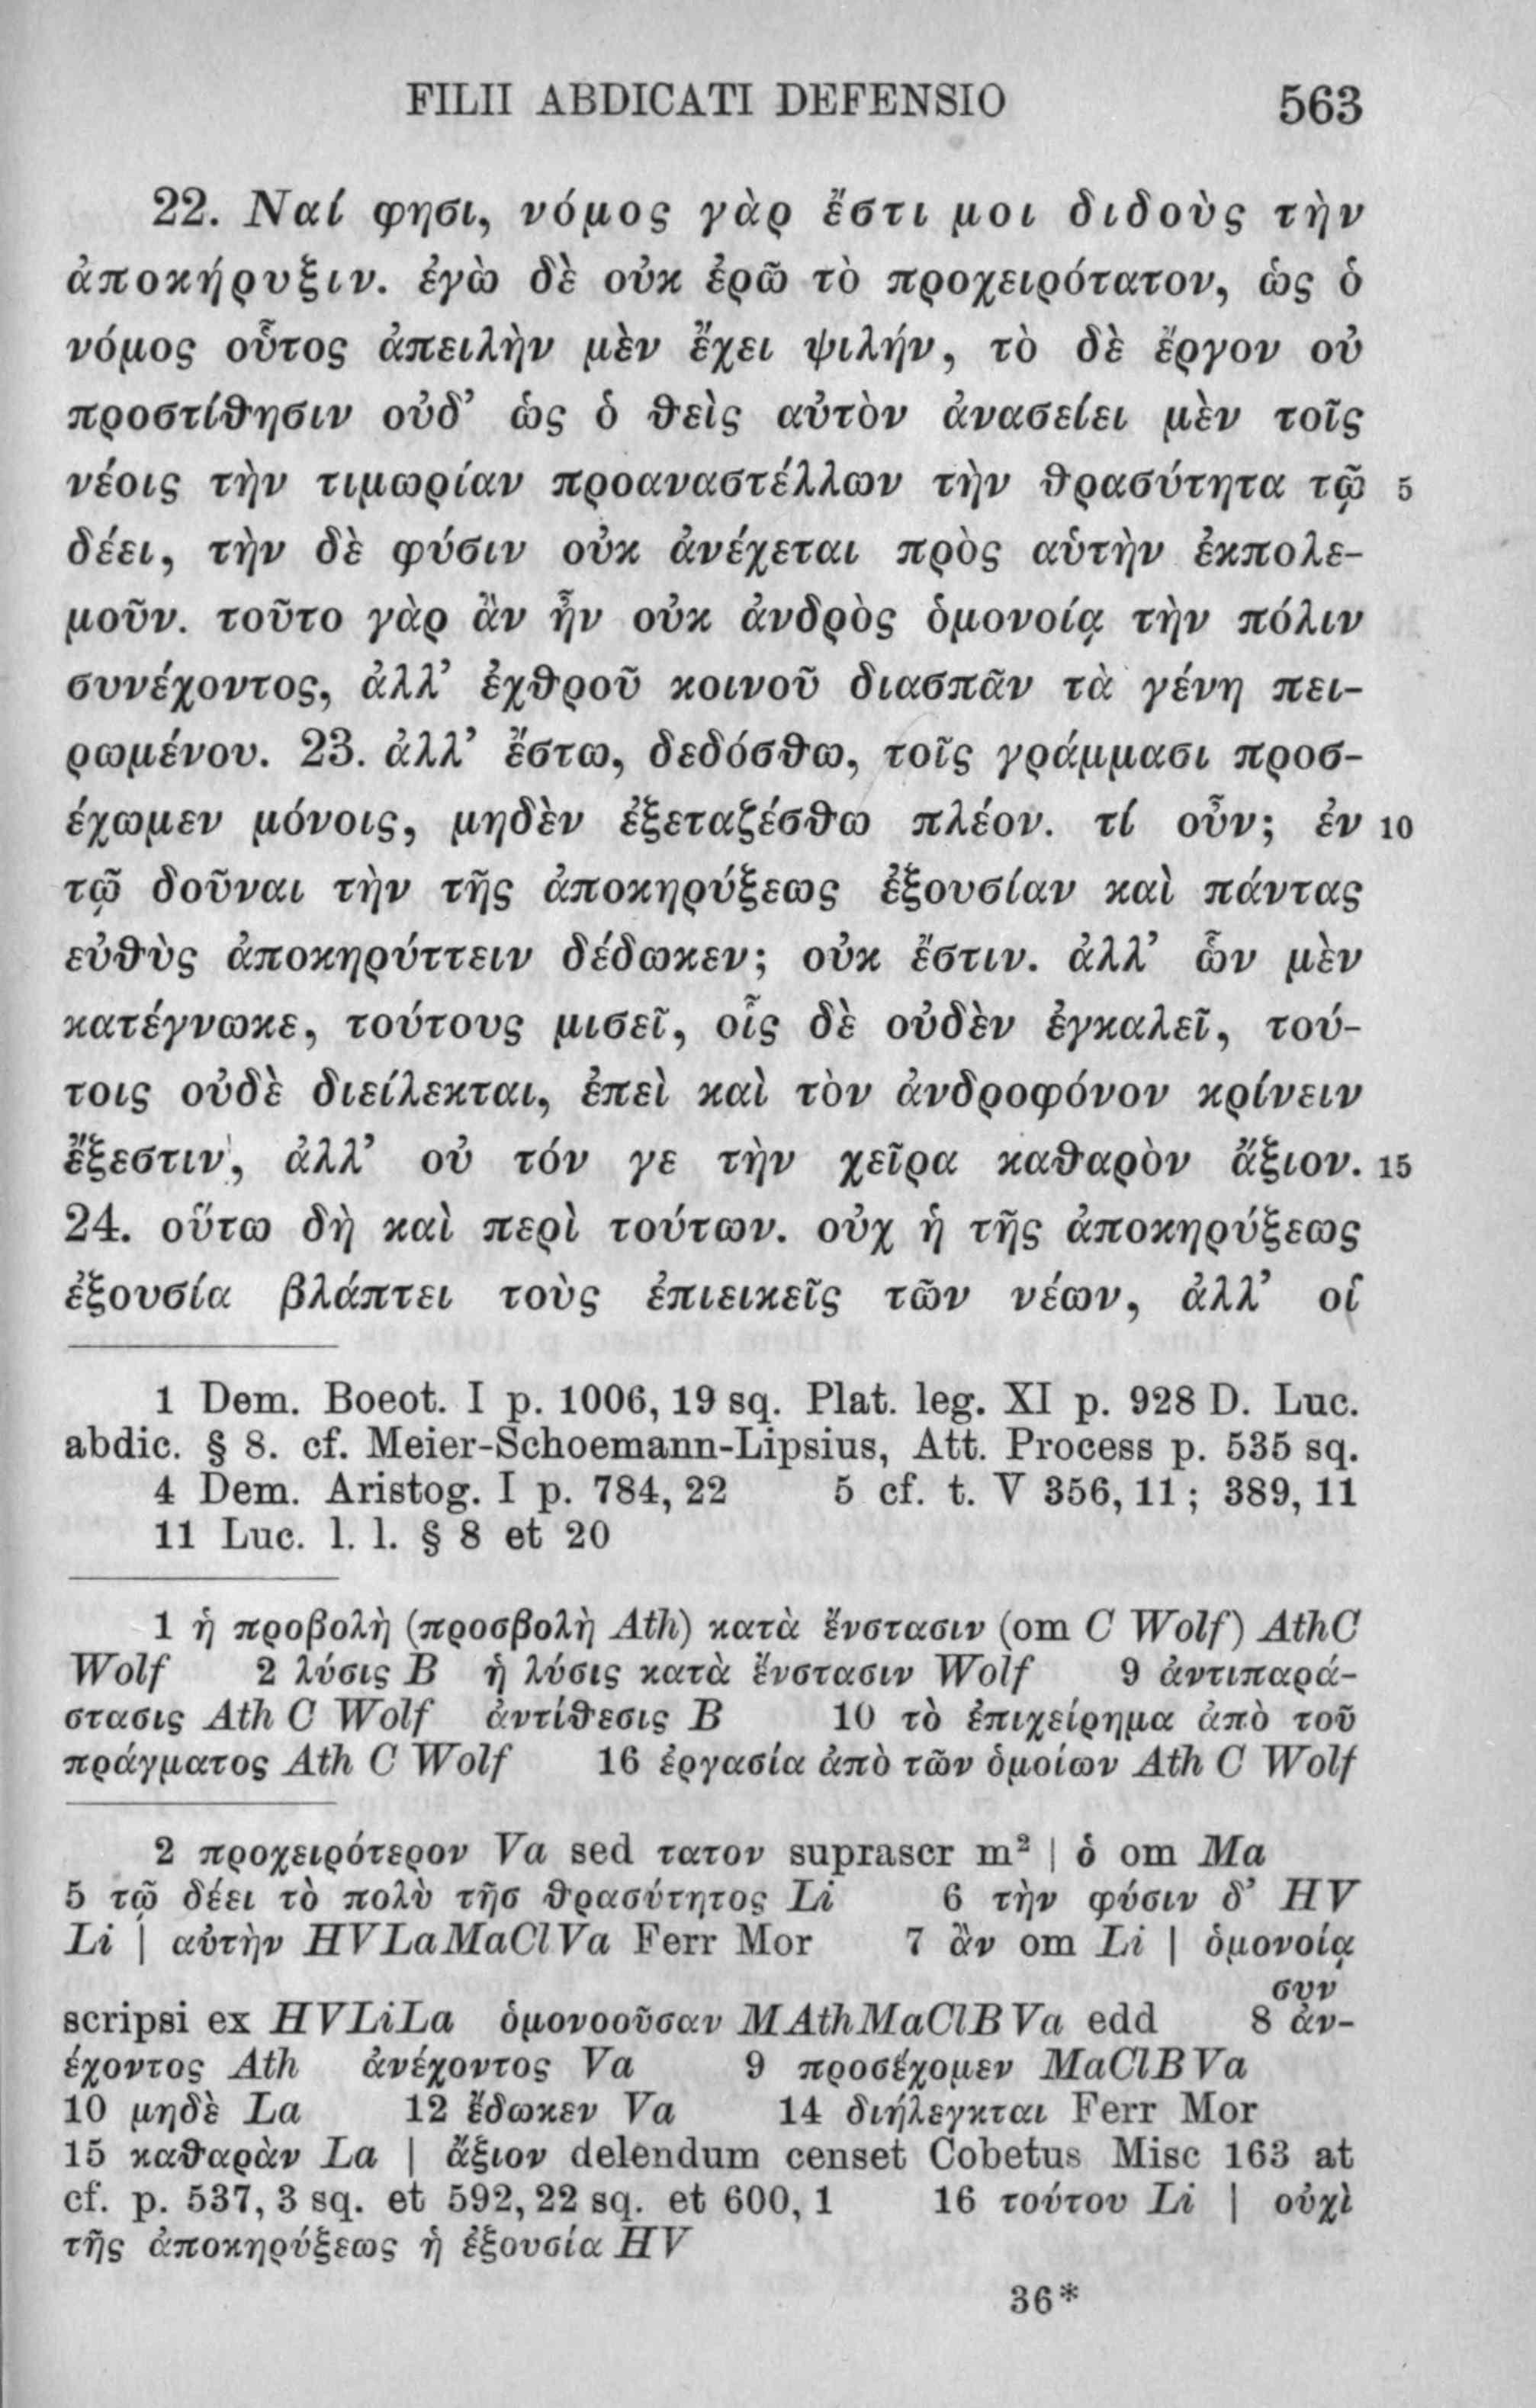 FILII ABDICATI DEFENSIO 563
22. Ναί φησι, νόμος γὰρ ἔστι μοι διδοὺς τὴν
ἀποκήρυξιν. ἐγὼ δὲ οὐκ ἐρῶ τὸ προχειρότατον, ὡς ὁ
νόμος οὗτος ἀπειλὴν μὲν ἔχει ψιλήν, τὸ δὲ ἔργον οὐ
προστίθησιν οὐδ’ ὡς ὁ θεὶς αὐτὸν ἀνασείει μὲν τοῖς
νέοις τὴν τιμωρίαν προαναστέλλων τὴν θρασύτητα τῷ 5
δέει, τὴν δὲ φύσιν οὐκ ἀνέχεται πρὸς αὑτὴν ἐκπολε-
μοῦν. τοῦτο γὰρ ἂν ἦν οὐκ ἀνδρὸς ὁμονοίᾳ τὴν πόλιν
συνέχοντος, ἀλλ’ ἐχθροῦ κοινοῦ διασπᾶν τὰ γένη πει-
ρωμένου. 23. ἀλλ’ ἔστω, δεδόσθω, τοῖς γράμμασι προσ-
έχωμεν μόνοις, μηδὲν ἐξεταζέσθω πλέον. τί οὖν; ἐν 10
τῷ δοῦναι τὴν τῆς ἀποκηρύξεως ἐξουσίαν καὶ πάντας
εὐθὺς ἀποκηρύττειν δέδωκεν; οὐκ ἔστιν. ἀλλ’ ὧν μὲν
κατέγνωκε, τούτους μισεῖ, οἷς δὲ οὐδὲν ἐγκαλεῖ, τού-
τοις οὐδὲ διείλεκται, ἐπεὶ καὶ τὸν ἀνδροφόνον κρίνειν
ἔξεστιν, ἀλλ’ οὐ τόν γε τὴν χεῖρα καθαρὸν ἄξιον. 15
24. οὕτω δὴ καὶ περὶ τούτων. οὐχ ἡ τῆς ἀποκηρύξεως
ἐξουσία βλάπτει τοὺς ἐπιεικεῖς τῶν νέων, ἀλλ’ οἱ
1 Dem. Boeot. I p. 1006, 19 sq. Plat. leg. XI p. 928 D. Luc.
abdic. § 8. cf. Meier-Schoemann-Lipsius, Att. Process p. 535 sq.
4 Dem. Aristog. I p. 784, 22 5 cf. t. V 356, 11; 389, 11
11 Luc. l. l. § 8 et 20
1 ἡ προβολὴ (προσβολὴ Ath) κατὰ ἔνστασιν (om C Wolf) AthC
Wolf 2 λύσις B ἡ λύσις κατὰ ἔνστασιν Wolf 9 ἀντιπαρά-
στασις Ath C Wolf ἀντίθεσις B 10 τὸ ἐπιχείρημα ἀπὸ τοῦ
πράγματος Ath C Wolf 16 ἐργασία ἀπὸ τῶν ὁμοίων Ath C Wolf
2 προχειρότερον Va sed τατον suprascr m² | ὁ om Ma
5 τῷ δέει τὸ πολὺ τῆσ θρασύτητος Li 6 τὴν φύσιν δ’ HV
Li | αὐτὴν HVLaMaClVa Ferr Mor 7 ἂν om Li | ὁμονοίᾳ
συν
scripsi ex HVLiLa ὁμονοοῦσαν MAthMaClBVa edd 8 ἀν-
έχοντος Ath ἀνέχοντος Va 9 προσέχομεν MaClBVa
10 μηδὲ La 12 ἔδωκεν Va 14 διήλεγκται Ferr Mor
15 καθαρὰν La | ἄξιον delendum censet Cobetus Misc 163 at
cf. p. 537, 3 sq. et 592, 22 sq. et 600, 1 16 τούτου Li | οὐχὶ
τῆς ἀποκηρύξεως ἡ ἐξουσία HV
36*